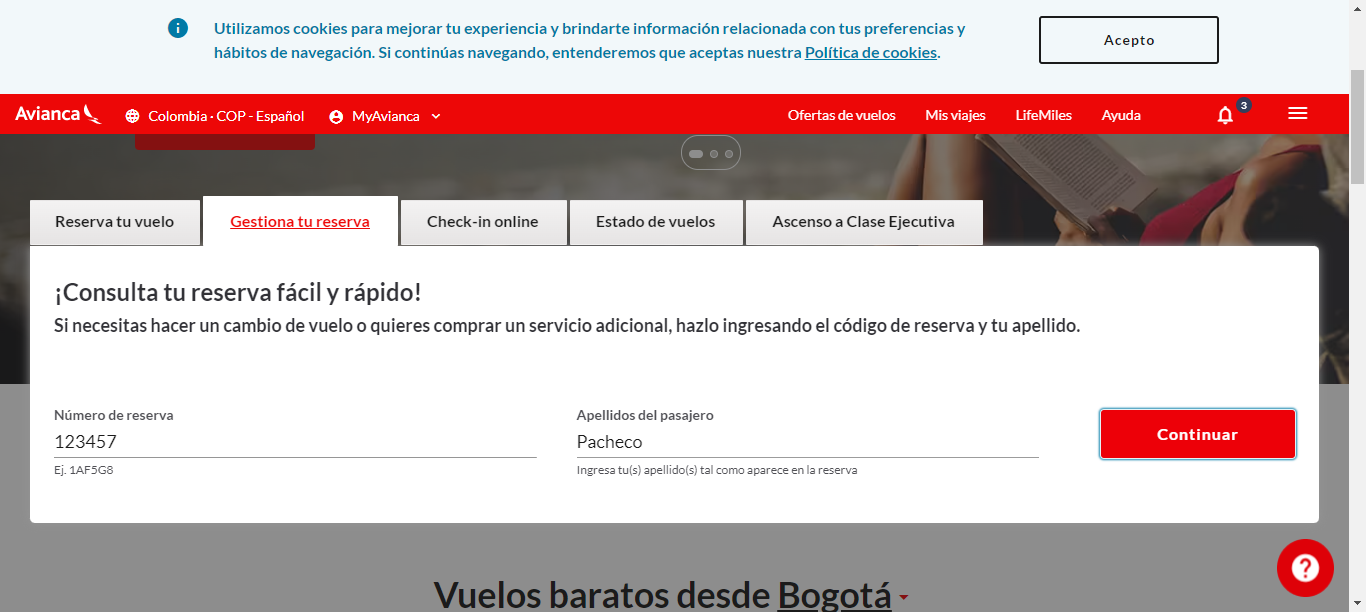 Utilizamos cookies para mejorar tu experiencia y brindarte información relacionada con tus preferencias y
hábitos de navegación. Si continúas navegando, entenderemos que aceptas nuestra Política de cookies.
Acepto
Avianca
Colombia · COP - Español
MyAvianca
Ofertas de vuelos
Mis viajes
LifeMiles
Ayuda
3
Reserva tu vuelo
Gestiona tu reserva
Check-in online
Estado de vuelos
Ascenso a Clase Ejecutiva
¡Consulta tu reserva fácil y rápido!
Si necesitas hacer un cambio de vuelo o quieres comprar un servicio adicional, hazlo ingresando el código de reserva y tu apellido.
Número de reserva
123457
Ej. 1AF5G8
Apellidos del pasajero
Pacheco
Ingresa tu(s) apellido(s) tal como aparece en la reserva
Continuar
Vuelos baratos desde Bogotá